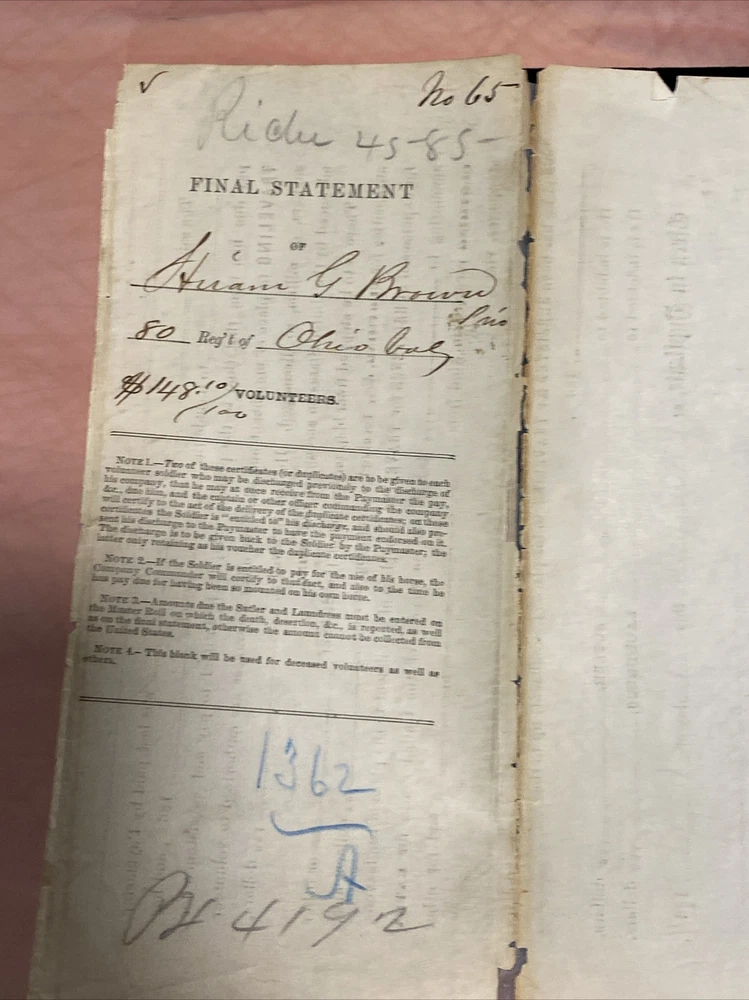 ✓ No 65
45-85-
FINAL STATEMENT
OF
Hiram G Brown
80 Reg't of Ohio Vol
$148.10/100 VOLUNTEERS.
NOTE 1.—Two of these certificates (or duplicates) are to be given to each
volunteer soldier who may be discharged previously to the discharge of
his company, that he may at once receive from the Paymaster the pay,
&c., due him, and the captain or other officer commanding the company
will certify to the act of the delivery of the duplicate certificates; on these
certificates the Soldier is "entitled to" his discharge, and should also pre-
sent his discharge to the Paymaster to have the payment endorsed on it.
The discharge is to be given back to the Soldier by the Paymaster; the
latter only retaining as his voucher the duplicate certificates.
NOTE 2.—If the Soldier is entitled to pay for the use of his horse, the
Company Commander will certify to that fact, and also to the time he
has pay due for having been so mounted on his own horse.
NOTE 3.—Amounts due the Sutler and Laundress must be entered on
the Muster Roll on which the death, desertion, &c., is reported, as well
as on the final statement, otherwise the amount cannot be collected from
the United States.
NOTE 4.—This blank will be used for deceased volunteers as well as
others.
1362
A
4192